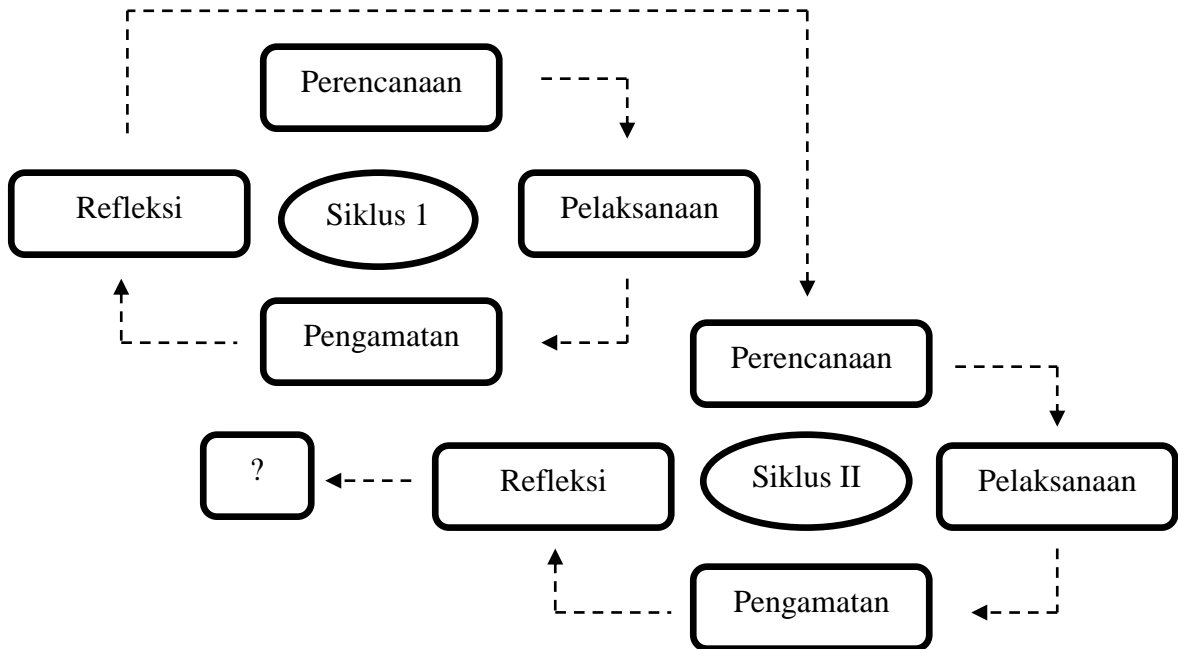 Perencanaan
Refleksi
Siklus 1
Pelaksanaan
Pengamatan
Perencanaan
?
Refleksi
Siklus II
Pelaksanaan
Pengamatan